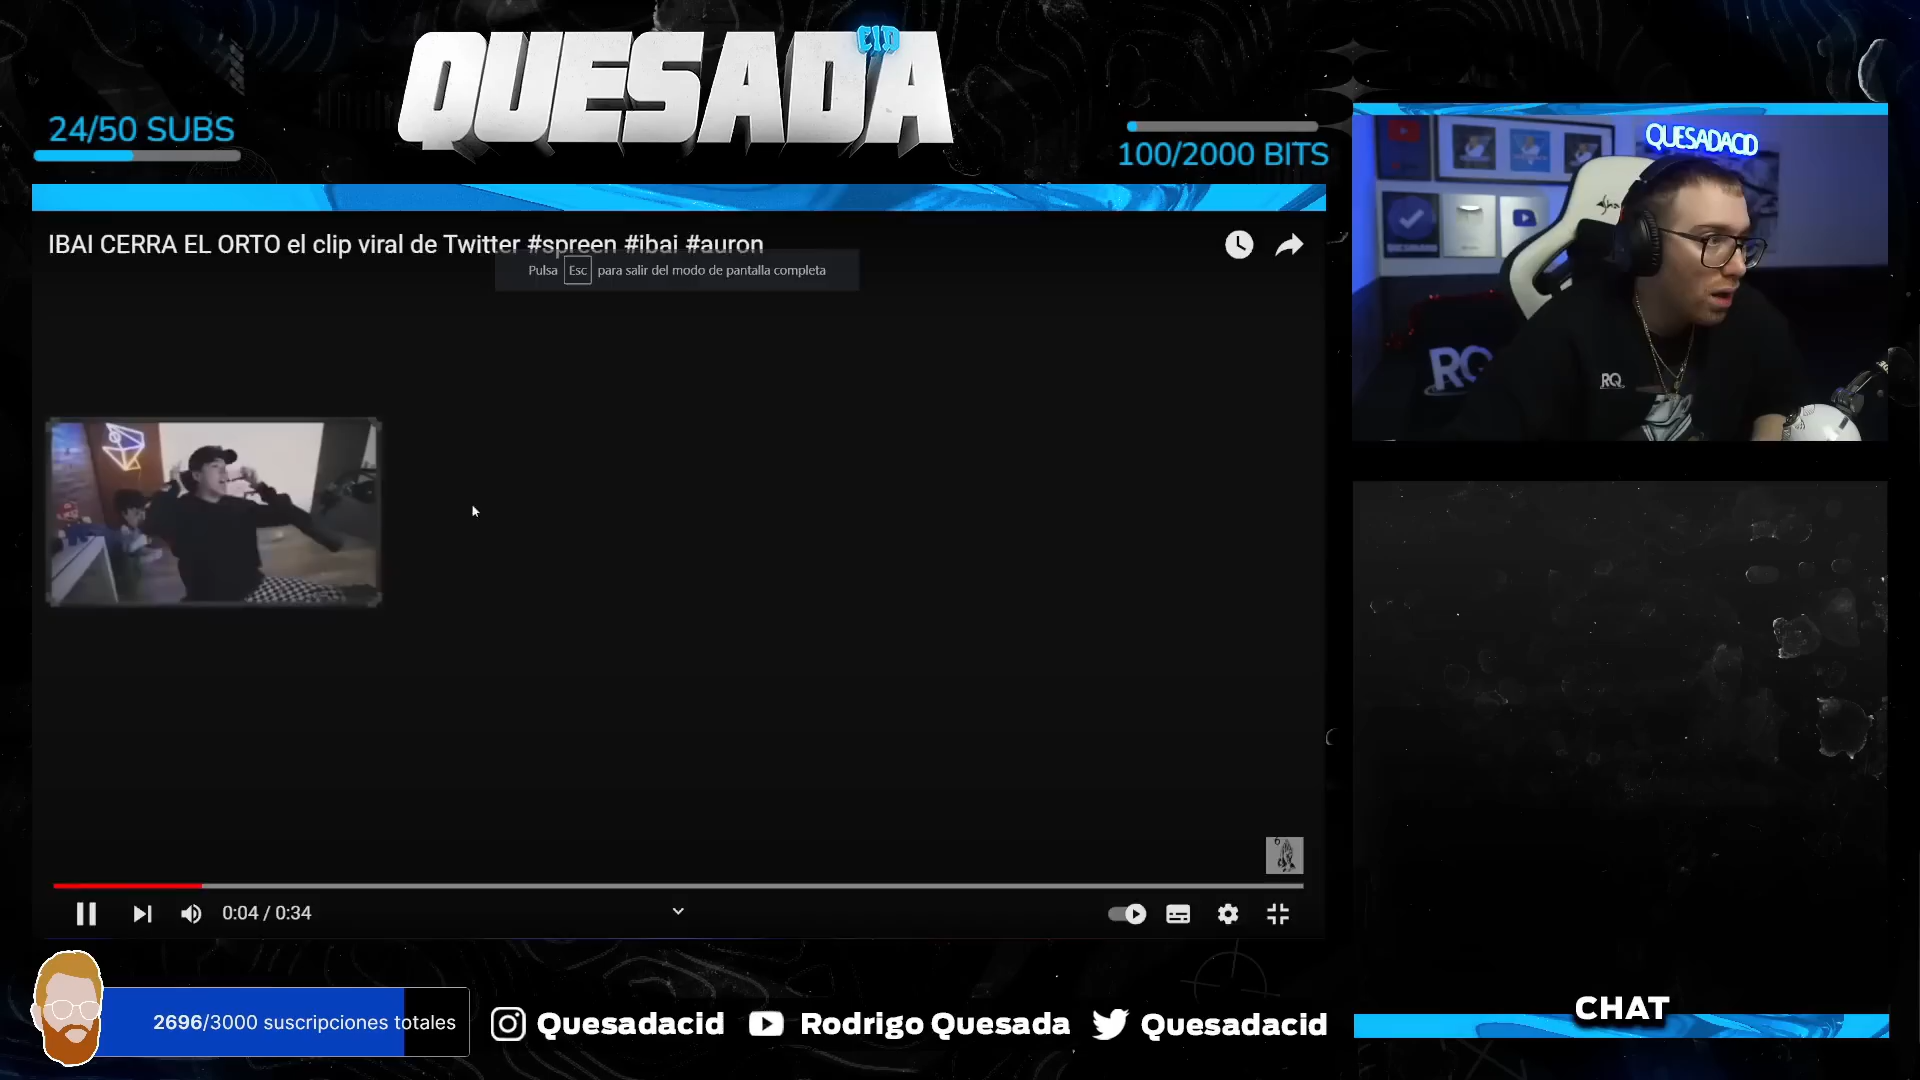 QUESADA
CID
24/50 SUBS
100/2000 BITS
QUESADACID
IBAI CERRA EL ORTO el clip viral de Twitter #spreen #ibai #auron
Pulsa Esc para salir del modo de pantalla completa
RQ
RQ
0:04 / 0:34
2696/3000 suscripciones totales
Quesadacid
Rodrigo Quesada
Quesadacid
CHAT